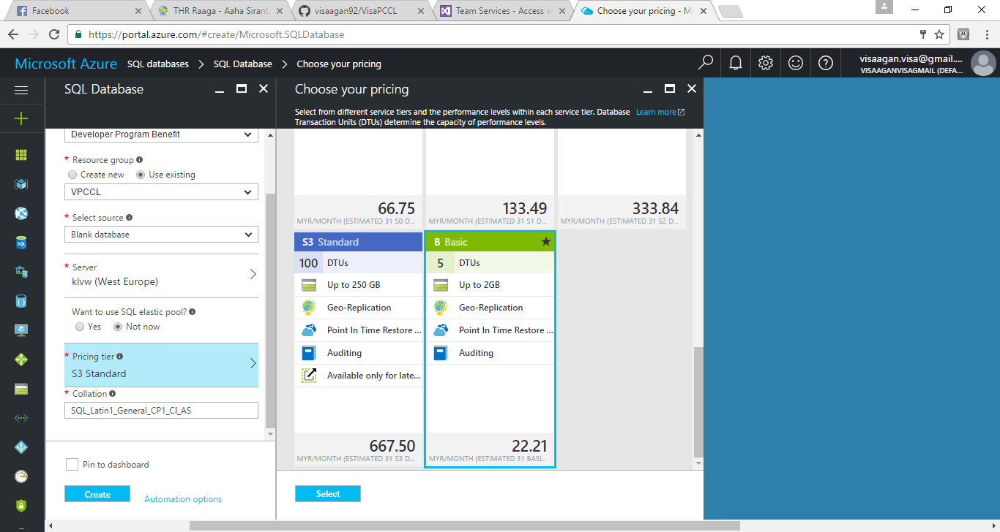 Facebook
THR Raaga - Aaha Sirant
visaagan92/VisaPCCL
Team Services - Access w
Choose your pricing - Mi
https://portal.azure.com/#create/Microsoft.SQLDatabase
Microsoft Azure SQL databases > SQL Database > Choose your pricing
visaagan.visa@gmail....
VISAAGANVISAGMAIL (DEFA...
SQL Database
Developer Program Benefit
* Resource group
Create new Use existing
VPCCL
* Select source
Blank database
* Server
klvw (West Europe)
Want to use SQL elastic pool?
Yes Not now
* Pricing tier
S3 Standard
* Collation
SQL_Latin1_General_CP1_CI_AS
Pin to dashboard
Create Automation options
Choose your pricing
Select from different service tiers and the performance levels within each service tier. Database
Transaction Units (DTUs) determine the capacity of performance levels.
Learn more
66.75
MYR/MONTH (ESTIMATED 31 S0 D...
133.49
MYR/MONTH (ESTIMATED 31 S1 D...
333.84
MYR/MONTH (ESTIMATED 31 S2 D...
S3 Standard
100 DTUs
Up to 250 GB
Geo-Replication
Point In Time Restore ...
Auditing
Available only for late...
667.50
MYR/MONTH (ESTIMATED 31 S3 D...
B Basic
5 DTUs
Up to 2GB
Geo-Replication
Point In Time Restore ...
Auditing
22.21
MYR/MONTH (ESTIMATED 31 BASI...
Select